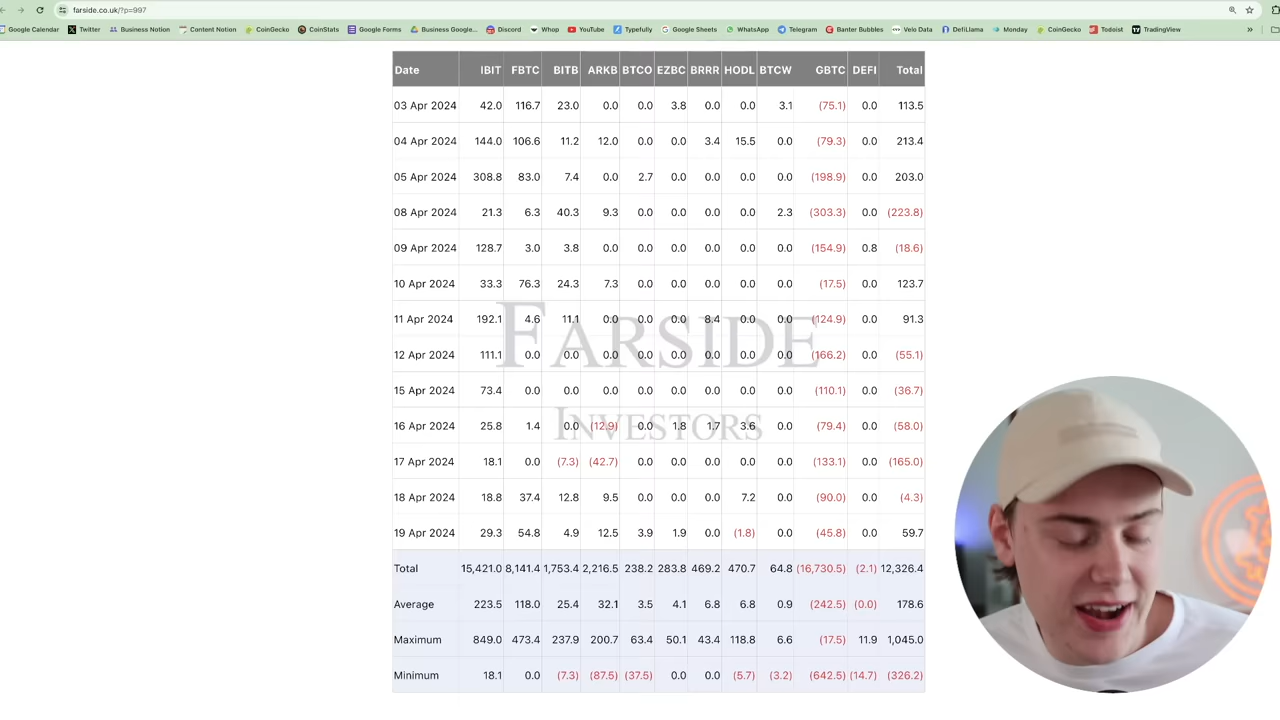 farside.co.uk/?p=997
Google Calendar Twitter Business Notion Content Notion CoinGecko CoinStats Google Forms Business Google... Discord Whop YouTube Typefully Google Sheets WhatsApp Telegram Banter Bubbles Velo Data DefiLlama Monday CoinGecko Todoist TradingView »
Date IBIT FBTC BITB ARKB BTCO EZBC BRRR HODL BTCW GBTC DEFI Total
03 Apr 2024 42.0 116.7 23.0 0.0 0.0 3.8 0.0 0.0 3.1 (75.1) 0.0 113.5
04 Apr 2024 144.0 106.6 11.2 12.0 0.0 0.0 3.4 15.5 0.0 (79.3) 0.0 213.4
05 Apr 2024 308.8 83.0 7.4 0.0 2.7 0.0 0.0 0.0 0.0 (198.9) 0.0 203.0
08 Apr 2024 21.3 6.3 40.3 9.3 0.0 0.0 0.0 0.0 2.3 (303.3) 0.0 (223.8)
09 Apr 2024 128.7 3.0 3.8 0.0 0.0 0.0 0.0 0.0 0.0 (154.9) 0.8 (18.6)
10 Apr 2024 33.3 76.3 24.3 7.3 0.0 0.0 0.0 0.0 0.0 (17.5) 0.0 123.7
11 Apr 2024 192.1 4.6 11.1 0.0 0.0 0.0 8.4 0.0 0.0 (124.9) 0.0 91.3
FARSIDE
12 Apr 2024 111.1 0.0 0.0 0.0 0.0 0.0 0.0 0.0 0.0 (166.2) 0.0 (55.1)
15 Apr 2024 73.4 0.0 0.0 0.0 0.0 0.0 0.0 0.0 0.0 (110.1) 0.0 (36.7)
16 Apr 2024 25.8 1.4 0.0 (12.9) 0.0 1.8 1.7 3.6 0.0 (79.4) 0.0 (58.0)
INVESTORS
17 Apr 2024 18.1 0.0 (7.3) (42.7) 0.0 0.0 0.0 0.0 0.0 (133.1) 0.0 (165.0)
18 Apr 2024 18.8 37.4 12.8 9.5 0.0 0.0 0.0 7.2 0.0 (90.0) 0.0 (4.3)
19 Apr 2024 29.3 54.8 4.9 12.5 3.9 1.9 0.0 (1.8) 0.0 (45.8) 0.0 59.7
Total 15,421.0 8,141.4 1,753.4 2,216.5 238.2 283.8 469.2 470.7 64.8 (16,730.5) (2.1) 12,326.4
Average 223.5 118.0 25.4 32.1 3.5 4.1 6.8 6.8 0.9 (242.5) (0.0) 178.6
Maximum 849.0 473.4 237.9 200.7 63.4 50.1 43.4 118.8 6.6 (17.5) 11.9 1,045.0
Minimum 18.1 0.0 (7.3) (87.5) (37.5) 0.0 0.0 (5.7) (3.2) (642.5) (14.7) (326.2)